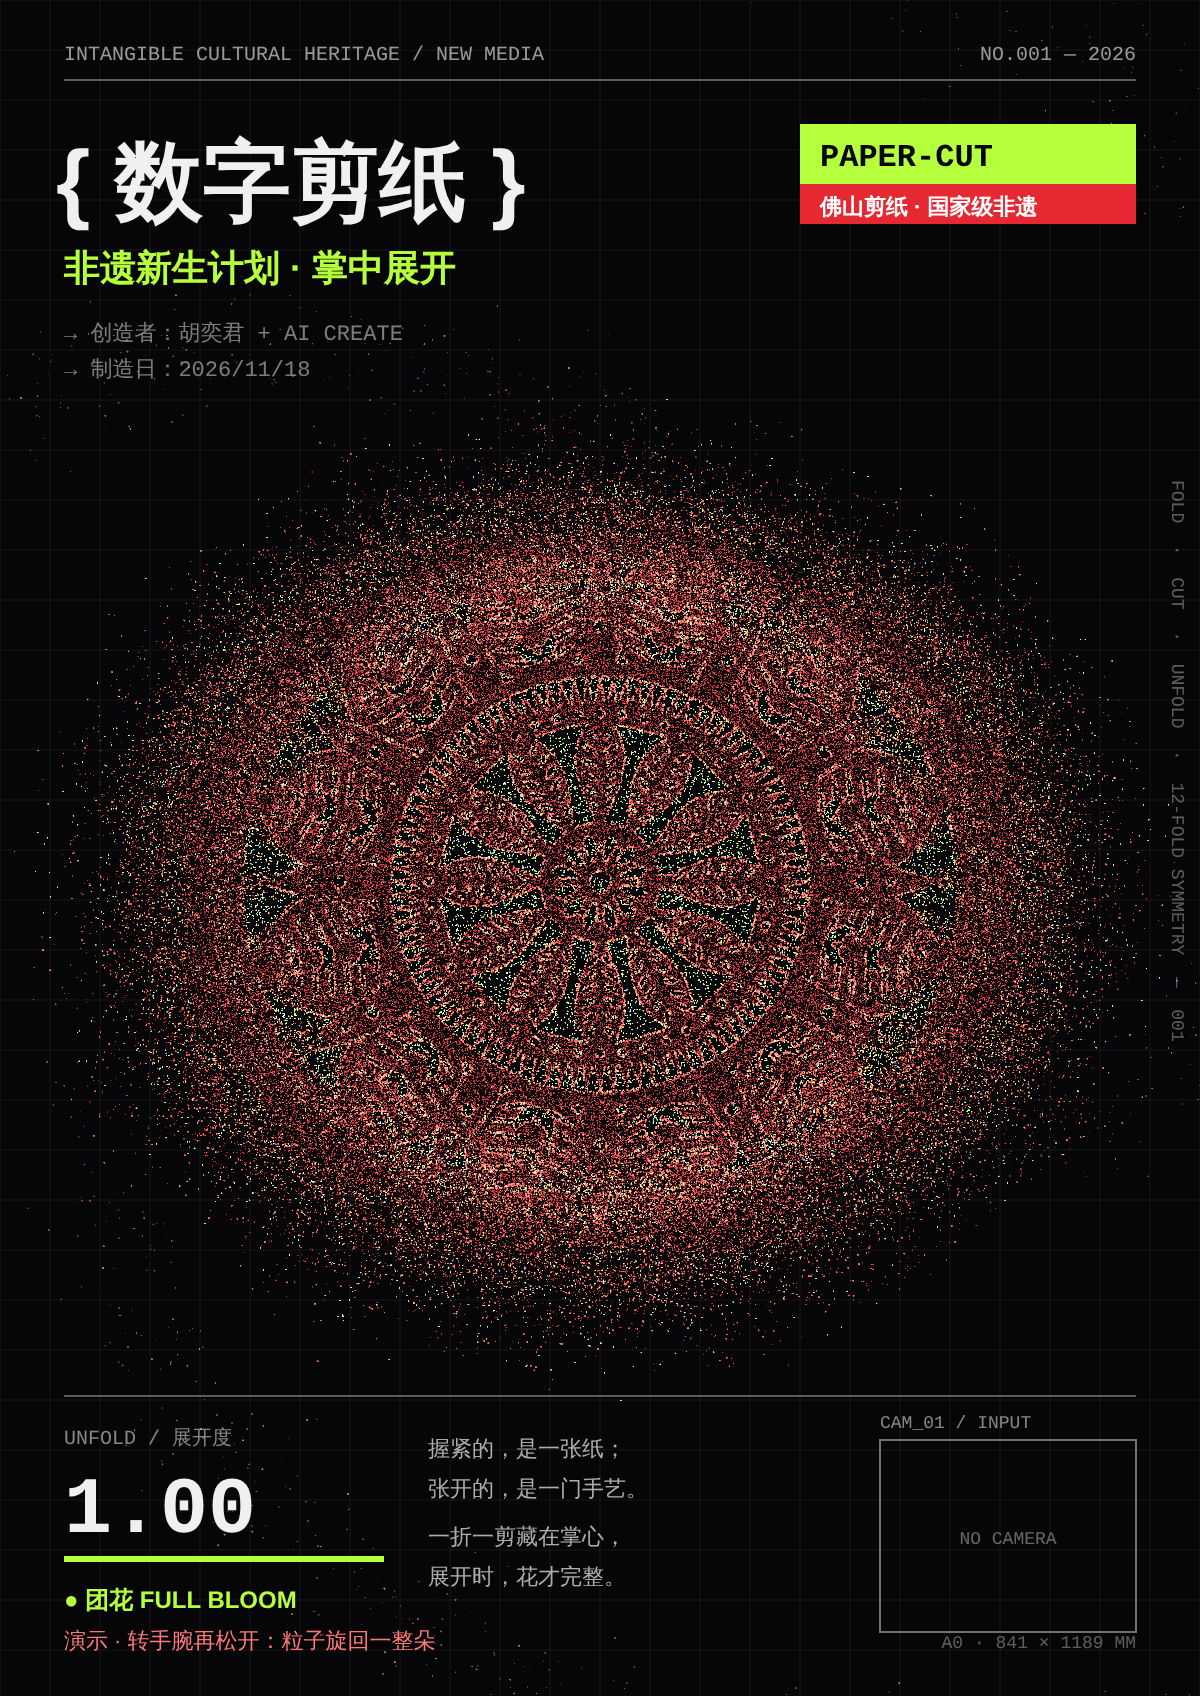 INTANGIBLE CULTURAL HERITAGE / NEW MEDIA
NO.001 — 2026
{ 数字剪纸 }
PAPER-CUT
佛山剪纸 · 国家级非遗
非遗新生计划 · 掌中展开
→ 创造者：胡奕君 + AI CREATE
→ 制造日：2026/11/18
FOLD · CUT · UNFOLD · 12-FOLD SYMMETRY — 001
UNFOLD / 展开度
1.00
● 团花 FULL BLOOM
演示 · 转手腕再松开：粒子旋回一整朵
握紧的，是一张纸；
张开的，是一门手艺。
一折一剪藏在掌心，
展开时，花才完整。
CAM_01 / INPUT
NO CAMERA
A0 · 841 × 1189 MM